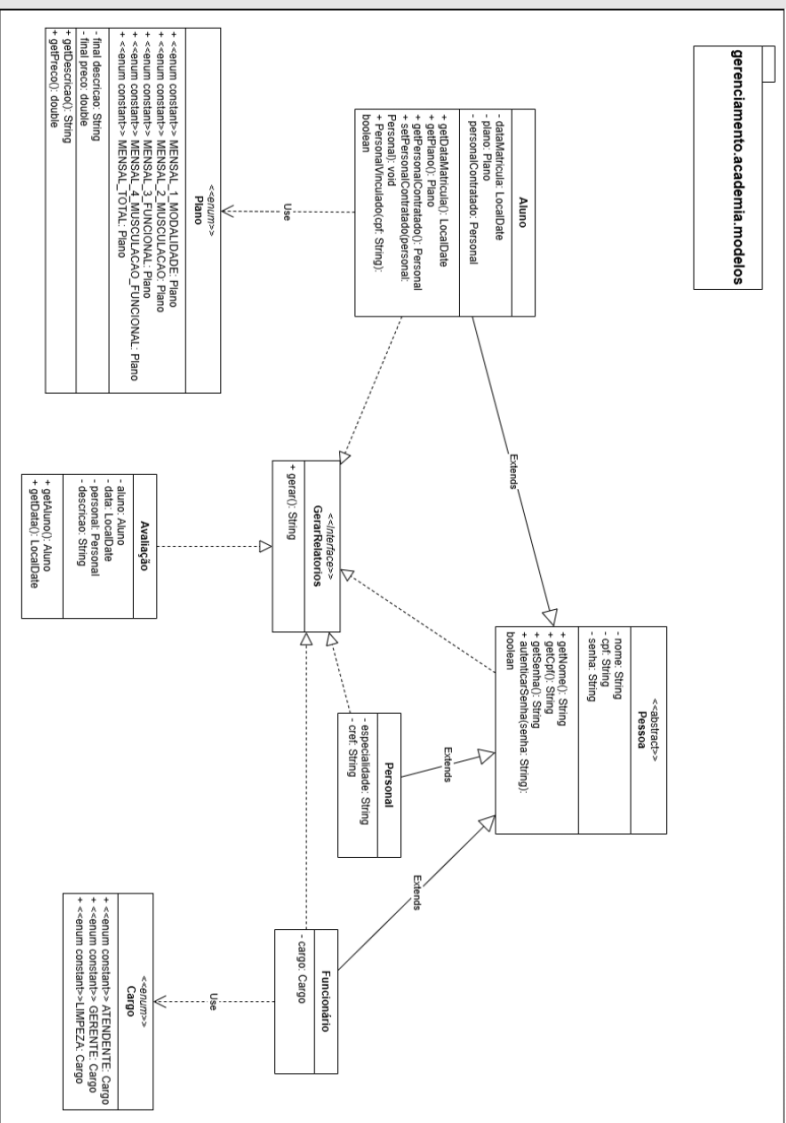 gerenciamento.academia.modelos
Aluno
- dataMatricula: LocalDate
- plano: Plano
- personalContratado: Personal
+ getDataMatricula(): LocalDate
+ getPlano(): Plano
+ getPersonalContratado(): Personal
+ setPersonalContratado(personal:
Personal): void
+ PersonalVinculado(cpf: String):
boolean
Extends
<<abstract>>
Pessoa
- nome: String
- cpf: String
- senha: String
+ getNome(): String
+ getCpf(): String
+ getSenha(): String
+ autenticarSenha(senha: String):
boolean
Use
Extends
Extends
<<interface>>
GerarRelatorios
+ gerar(): String
Personal
- especialidade: String
- cref: String
Funcionário
- cargo: Cargo
<<enum>>
Plano
+ <<enum constant>> MENSAL_1_MODALIDADE: Plano
+ <<enum constant>> MENSAL_2_MUSCULACAO: Plano
+ <<enum constant>> MENSAL_3_FUNCIONAL: Plano
+ <<enum constant>> MENSAL_4_MUSCULACAO_FUNCIONAL: Plano
+ <<enum constant>> MENSAL_TOTAL: Plano
- final descricao: String
- final preco: double
+ getDescricao(): String
+ getPreco(): double
Avaliação
- aluno: Aluno
- data: LocalDate
- personal: Personal
- descricao: String
+ getAluno(): Aluno
+ getData(): LocalDate
Use
<<enum>>
Cargo
+ <<enum constant>> ATENDENTE: Cargo
+ <<enum constant>> GERENTE: Cargo
+ <<enum constant>>LIMPEZA: Cargo